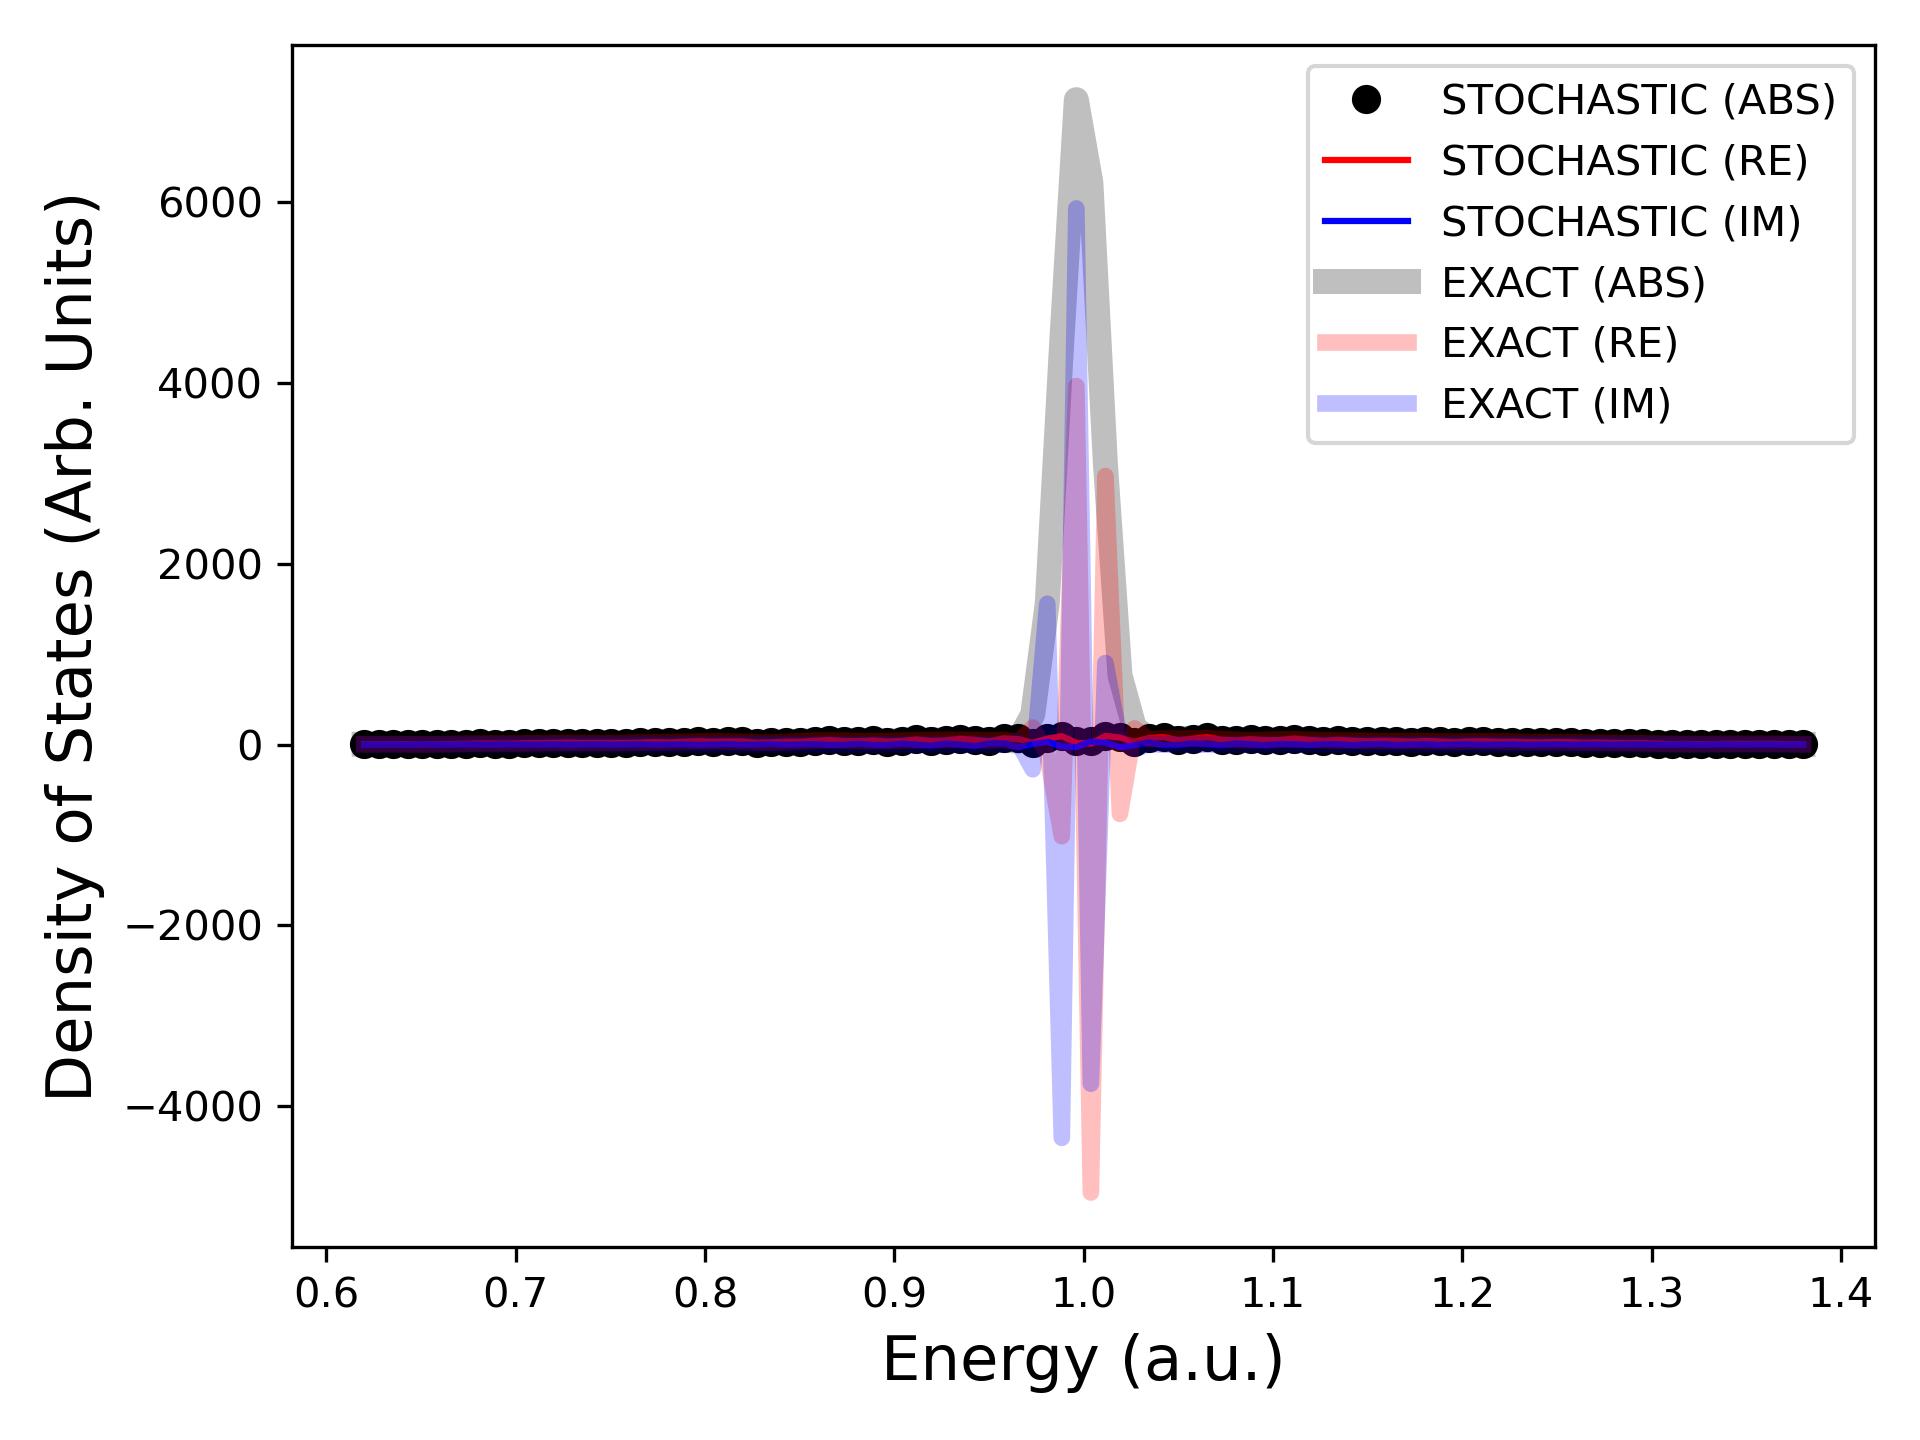 STOCHASTIC (ABS)
STOCHASTIC (RE)
STOCHASTIC (IM)
EXACT (ABS)
EXACT (RE)
EXACT (IM)
Density of States (Arb. Units)
6000
4000
2000
0
−2000
−4000
0.6 0.7 0.8 0.9 1.0 1.1 1.2 1.3 1.4
Energy (a.u.)